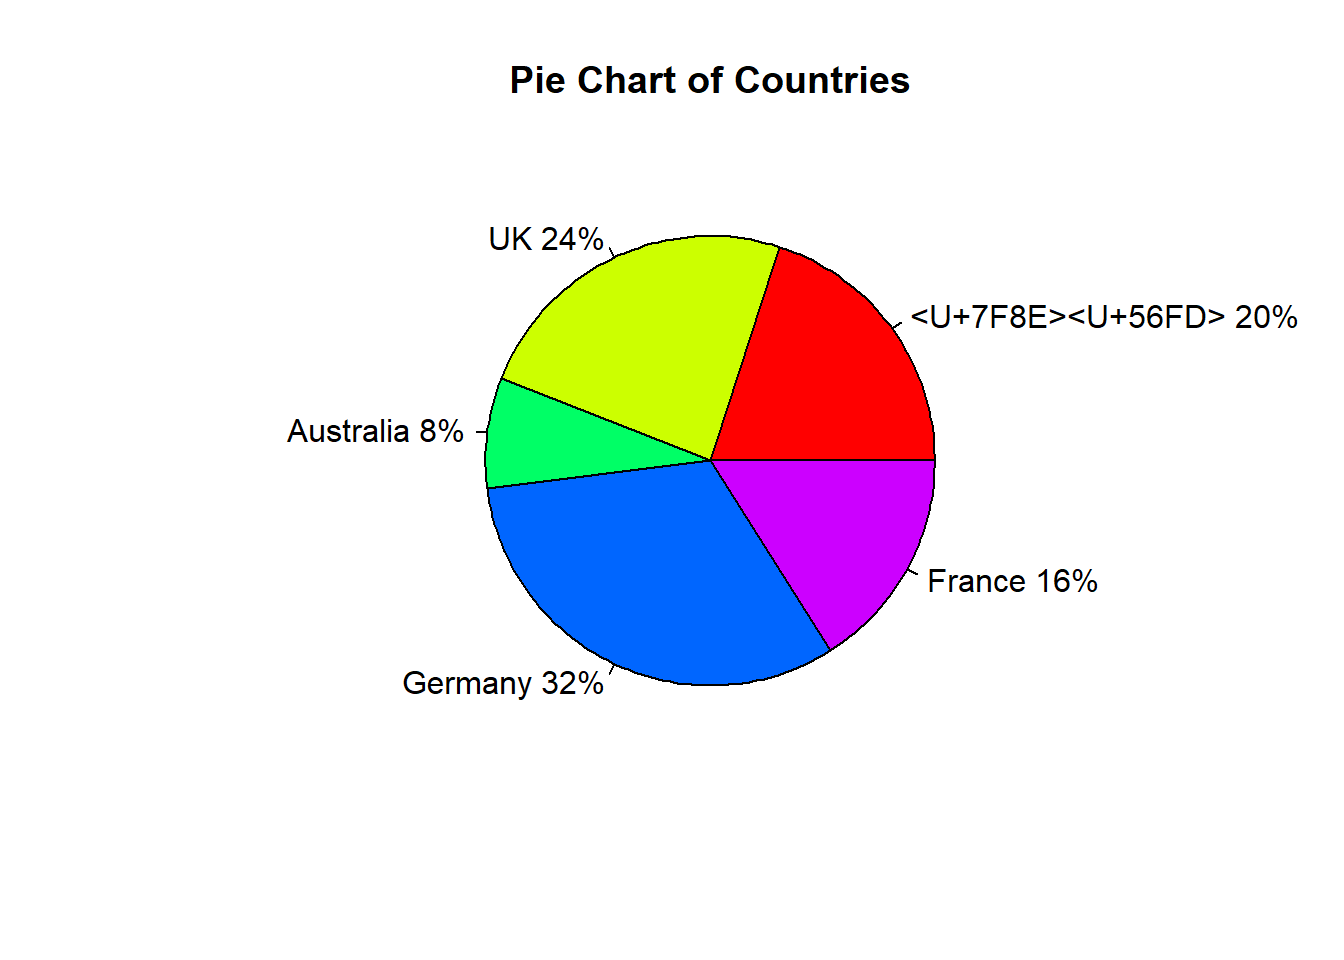 Pie Chart of Countries
UK 24%
<U+7F8E><U+56FD> 20%
Australia 8%
France 16%
Germany 32%